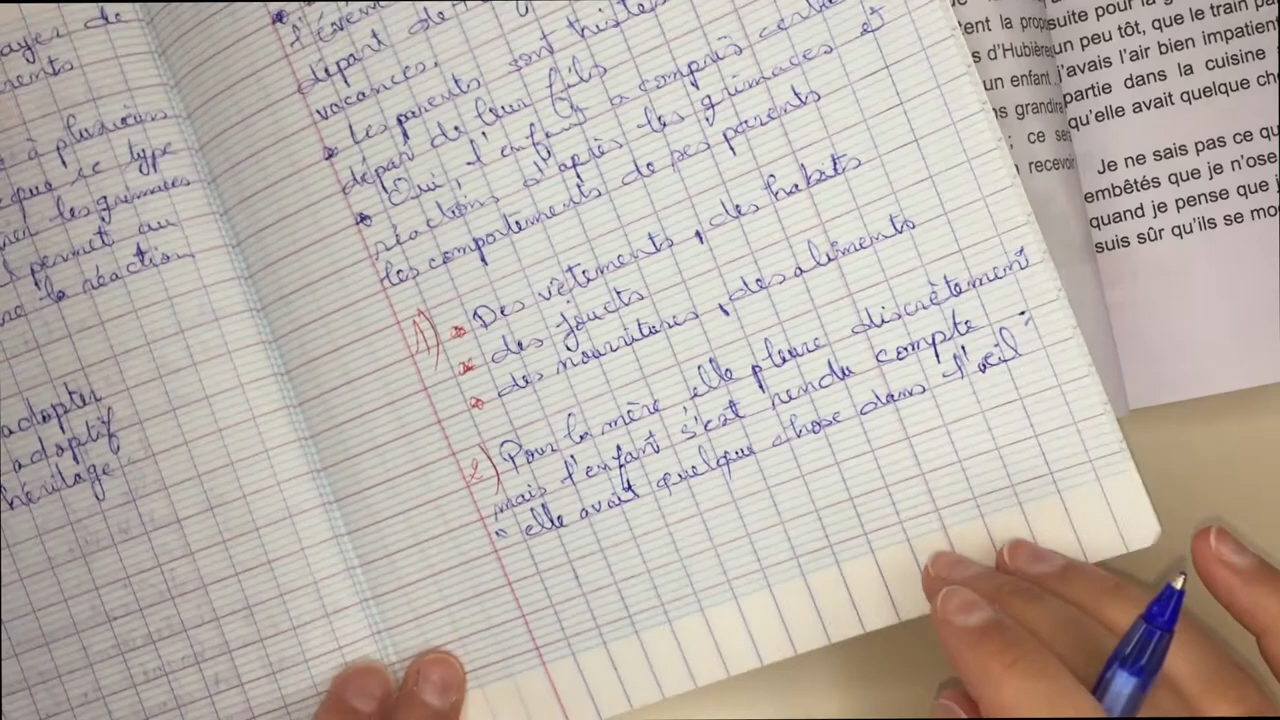 ayer de
ments
à plusieurs
que ce type
les grimaces
permet au
la réaction
adopter
adoptif
héritage
l'évén
départ de
vacances.
Les parents sont tristes
départ de leur fils
Oui, l'enfant a compris
réactions d'après les grimaces et
les comportements de ses parents
1) Des vêtements, des habits
des jouets
des nourritures, des aliments
2) Pour la mère elle pleure discrètement
mais l'enfant s'est rendu compte
" elle avait quelque chose dans l'œil "
ent la prop
s d'Hubière
un enfant.
ns grandira
; ce se
recevoir
suite pour la
un peu tôt, que le train pa
j'avais l'air bien impatient
partie dans la cuisine
qu'elle avait quelque ch
Je ne sais pas ce qu
embêtés que je n'ose
quand je pense que j
suis sûr qu'ils se mo